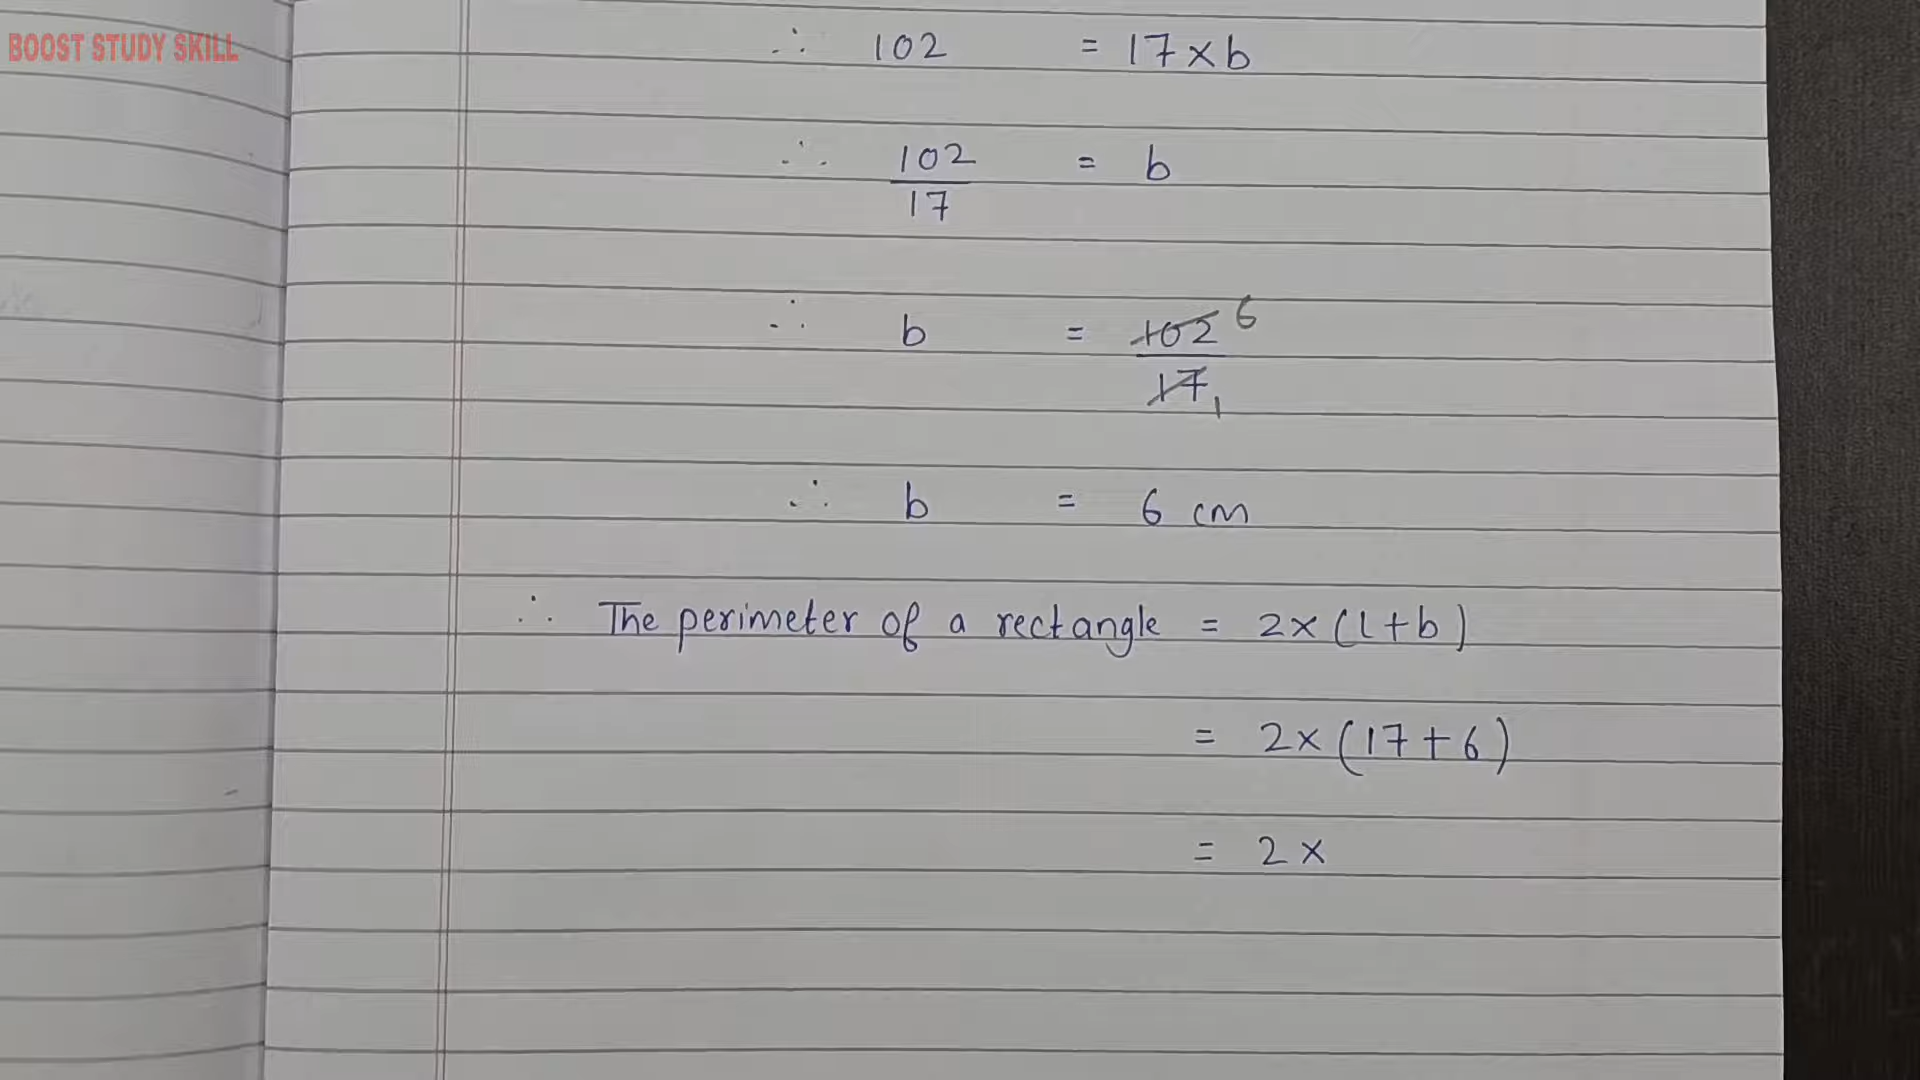 BOOST STUDY SKILL
∴ 102 = 17 × b
∴ 102/17 = b
∴ b = 102/17 6 1
∴ b = 6 cm
∴ The perimeter of a rectangle = 2 × (l + b)
= 2 × (17 + 6)
= 2 ×